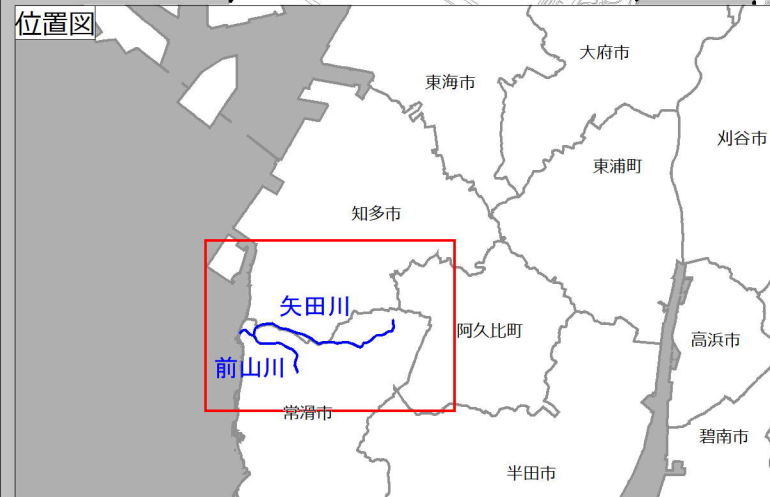 位置図
大府市
東海市
刈谷市
東浦町
知多市
矢田川
阿久比町
高浜市
前山川
常滑市
碧南市
半田市